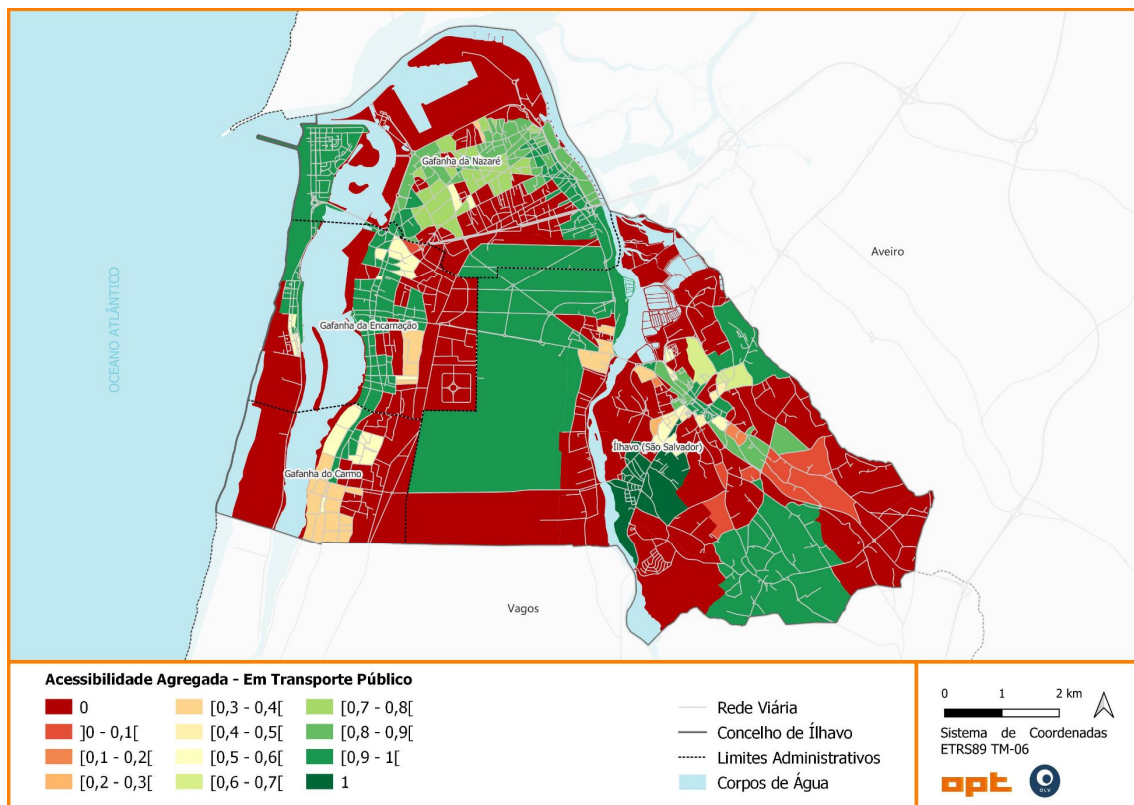 Gafanha da Nazaré
Aveiro
OCEANO ATLÂNTICO
Gafanha da Encarnação
Ílhavo (São Salvador)
Gafanha do Carmo
Vagos
Acessibilidade Agregada - Em Transporte Público
0
]0 - 0,1[
[0,1 - 0,2[
[0,2 - 0,3[
[0,3 - 0,4[
[0,4 - 0,5[
[0,5 - 0,6[
[0,6 - 0,7[
[0,7 - 0,8[
[0,8 - 0,9[
[0,9 - 1[
1
Rede Viária
Concelho de Ílhavo
Limites Administrativos
Corpos de Água
0 1 2 km
Sistema de Coordenadas
ETRS89 TM-06
opt
DLV